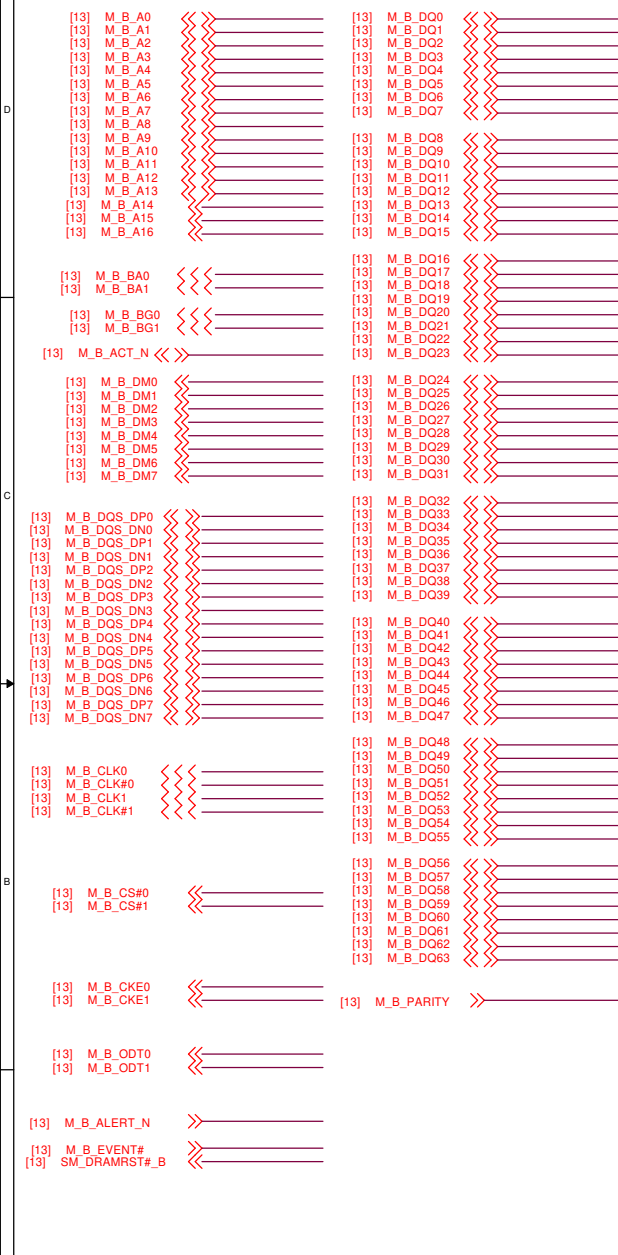 [13] M_B_A0
[13] M_B_A1
[13] M_B_A2
[13] M_B_A3
[13] M_B_A4
[13] M_B_A5
[13] M_B_A6
[13] M_B_A7
[13] M_B_A8
[13] M_B_A9
[13] M_B_A10
[13] M_B_A11
[13] M_B_A12
[13] M_B_A13
[13] M_B_A14
[13] M_B_A15
[13] M_B_A16
[13] M_B_BA0
[13] M_B_BA1
[13] M_B_BG0
[13] M_B_BG1
[13] M_B_ACT_N
[13] M_B_DM0
[13] M_B_DM1
[13] M_B_DM2
[13] M_B_DM3
[13] M_B_DM4
[13] M_B_DM5
[13] M_B_DM6
[13] M_B_DM7
[13] M_B_DQS_DP0
[13] M_B_DQS_DN0
[13] M_B_DQS_DP1
[13] M_B_DQS_DN1
[13] M_B_DQS_DP2
[13] M_B_DQS_DN2
[13] M_B_DQS_DP3
[13] M_B_DQS_DN3
[13] M_B_DQS_DP4
[13] M_B_DQS_DN4
[13] M_B_DQS_DP5
[13] M_B_DQS_DN5
[13] M_B_DQS_DP6
[13] M_B_DQS_DN6
[13] M_B_DQS_DP7
[13] M_B_DQS_DN7
[13] M_B_CLK0
[13] M_B_CLK#0
[13] M_B_CLK1
[13] M_B_CLK#1
[13] M_B_CS#0
[13] M_B_CS#1
[13] M_B_CKE0
[13] M_B_CKE1
[13] M_B_ODT0
[13] M_B_ODT1
[13] M_B_ALERT_N
[13] M_B_EVENT#
[13] SM_DRAMRST#_B
[13] M_B_DQ0
[13] M_B_DQ1
[13] M_B_DQ2
[13] M_B_DQ3
[13] M_B_DQ4
[13] M_B_DQ5
[13] M_B_DQ6
[13] M_B_DQ7
[13] M_B_DQ8
[13] M_B_DQ9
[13] M_B_DQ10
[13] M_B_DQ11
[13] M_B_DQ12
[13] M_B_DQ13
[13] M_B_DQ14
[13] M_B_DQ15
[13] M_B_DQ16
[13] M_B_DQ17
[13] M_B_DQ18
[13] M_B_DQ19
[13] M_B_DQ20
[13] M_B_DQ21
[13] M_B_DQ22
[13] M_B_DQ23
[13] M_B_DQ24
[13] M_B_DQ25
[13] M_B_DQ26
[13] M_B_DQ27
[13] M_B_DQ28
[13] M_B_DQ29
[13] M_B_DQ30
[13] M_B_DQ31
[13] M_B_DQ32
[13] M_B_DQ33
[13] M_B_DQ34
[13] M_B_DQ35
[13] M_B_DQ36
[13] M_B_DQ37
[13] M_B_DQ38
[13] M_B_DQ39
[13] M_B_DQ40
[13] M_B_DQ41
[13] M_B_DQ42
[13] M_B_DQ43
[13] M_B_DQ44
[13] M_B_DQ45
[13] M_B_DQ46
[13] M_B_DQ47
[13] M_B_DQ48
[13] M_B_DQ49
[13] M_B_DQ50
[13] M_B_DQ51
[13] M_B_DQ52
[13] M_B_DQ53
[13] M_B_DQ54
[13] M_B_DQ55
[13] M_B_DQ56
[13] M_B_DQ57
[13] M_B_DQ58
[13] M_B_DQ59
[13] M_B_DQ60
[13] M_B_DQ61
[13] M_B_DQ62
[13] M_B_DQ63
[13] M_B_PARITY
D
C
B